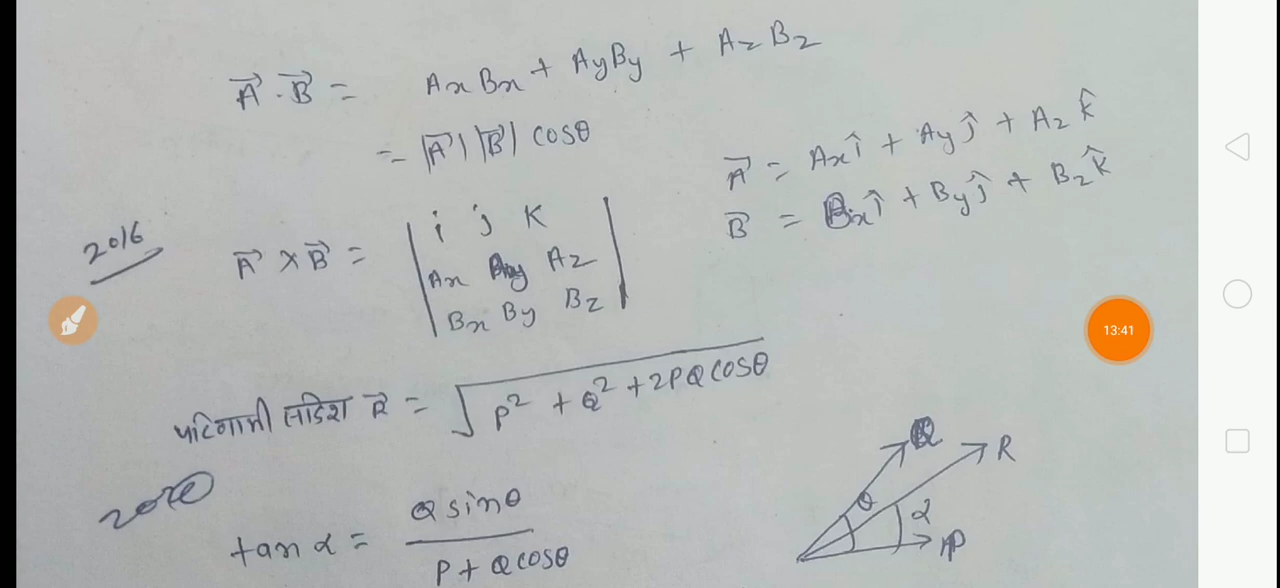 A⃗ · B⃗ = AxBx + AyBy + AzBz
= |A⃗| |B⃗| cosθ
A⃗ = Axî + Ayĵ + Azk̂
B⃗ = Bxî + Byĵ + Bzk̂
2016
A⃗ × B⃗ = | i j K
Ax Ay Az
Bx By Bz |
13:41
परिणामी सदिश R⃗ = √P² + Q² + 2PQ cosθ
2020
tan α = Q sinθ / P + Q cosθ
Q
R
θ
α
P